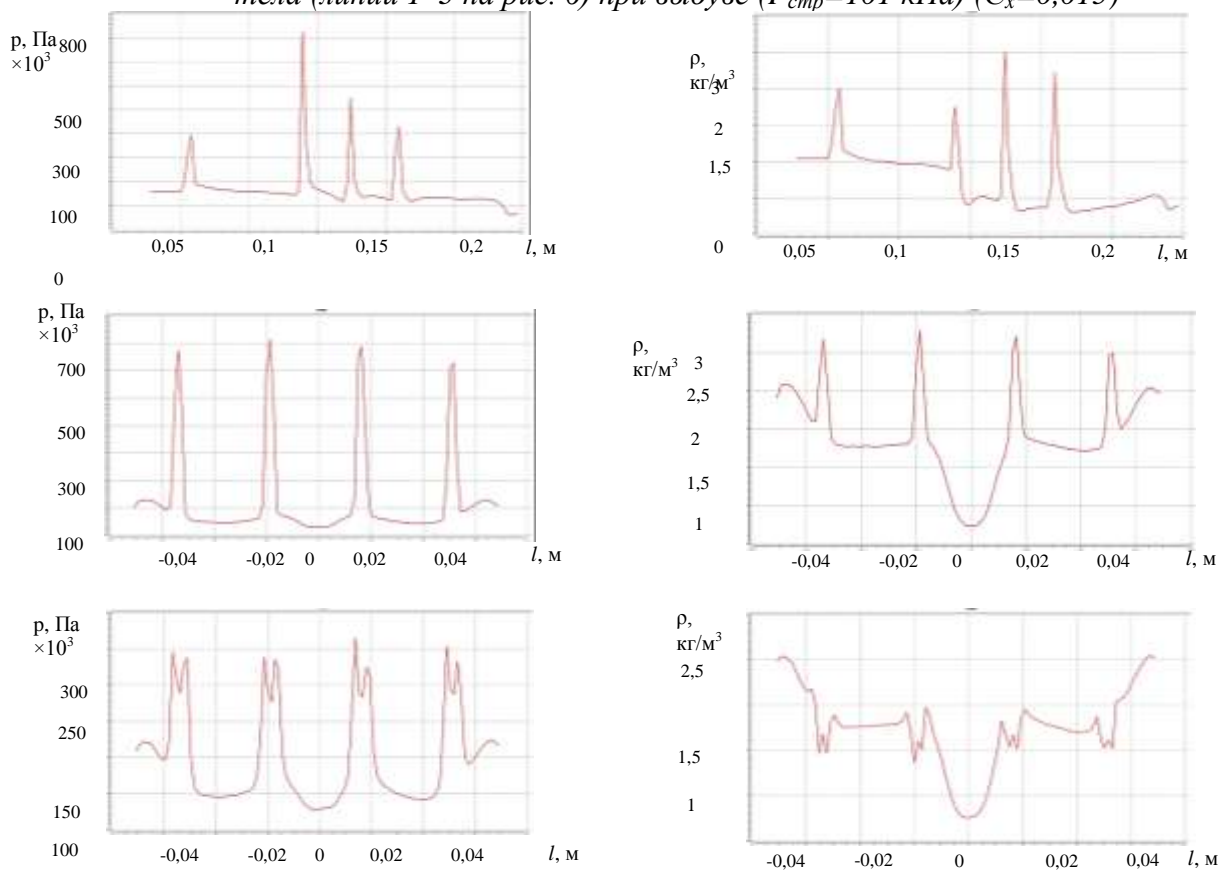 тела (линии 1–3 на рис. 6) при выдуве (Pстр=101 кПа) (Cx=0,013)
р, Па
×10³
800
500
300
100
0
0,05 0,1 0,15 0,2 l, м
ρ,
кг/м³
3
2
1,5
0
0,05 0,1 0,15 0,2 l, м
р, Па
×10³
700
500
300
100
-0,04 -0,02 0 0,02 0,04 l, м
ρ,
кг/м³
3
2,5
2
1,5
1
-0,04 -0,02 0 0,02 0,04 l, м
р, Па
×10³
300
250
150
100
-0,04 -0,02 0 0,02 0,04 l, м
ρ,
кг/м³
2,5
1,5
1
-0,04 -0,02 0 0,02 0,04 l, м